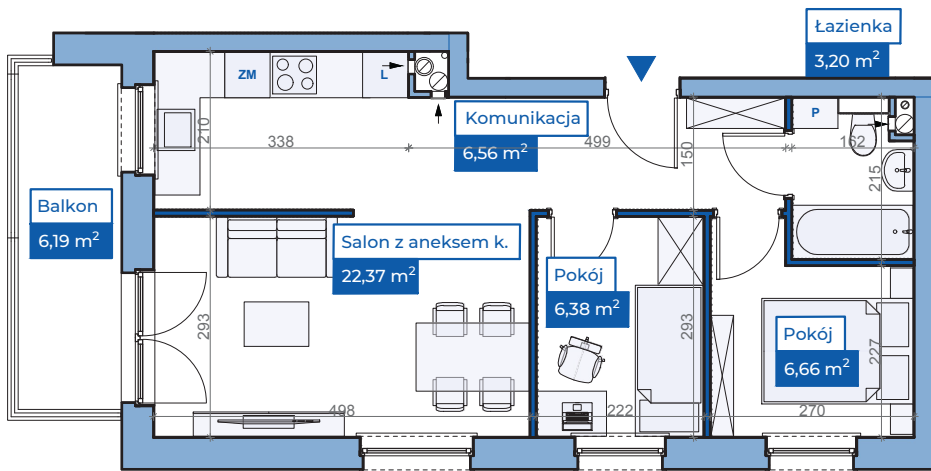 Łazienka
3,20 m²
ZM
L
P
Komunikacja
6,56 m²
210
338
499
150
162
215
Balkon
6,19 m²
Salon z aneksem k.
22,37 m²
Pokój
6,38 m²
293
293
Pokój
6,66 m²
227
498
222
270